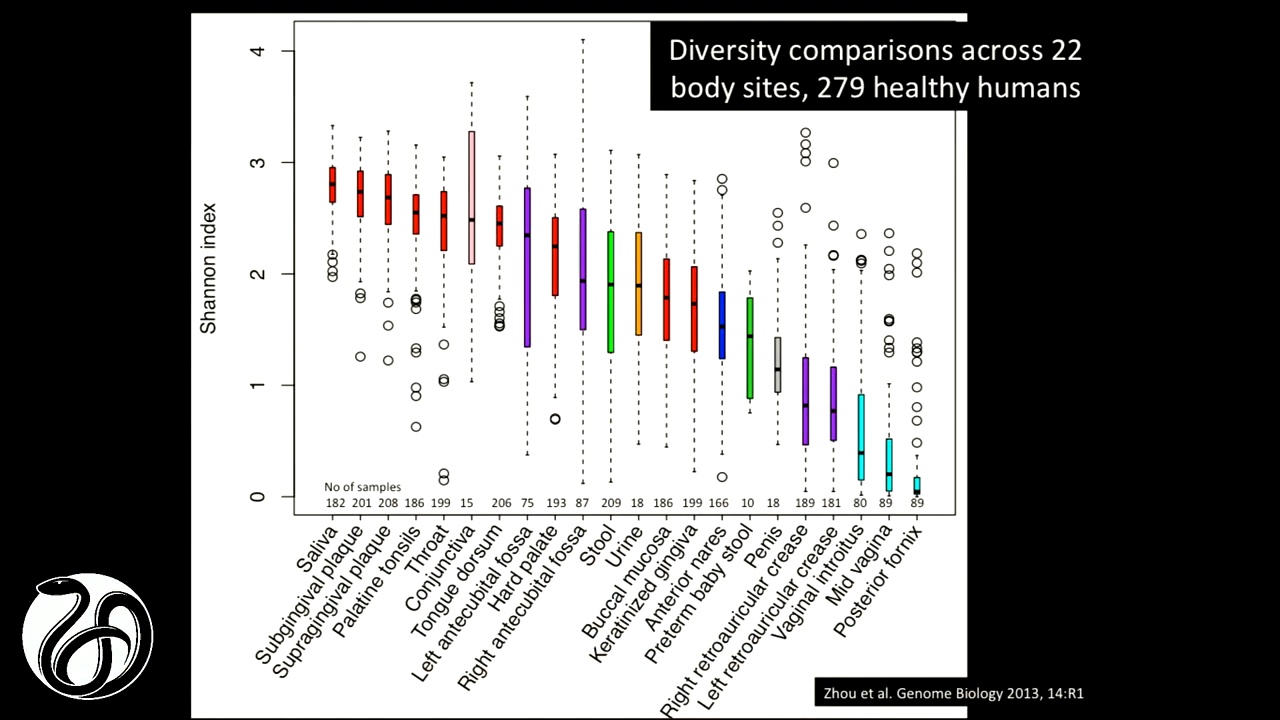 Diversity comparisons across 22
body sites, 279 healthy humans
Shannon index
4
3
2
1
0
No of samples
182 201 208 186 199 15 206 75 193 87 209 18 186 199 166 10 18 189 181 80 89 89
Saliva
Subgingival plaque
Supragingival plaque
Palatine tonsils
Throat
Conjunctiva
Tongue dorsum
Left antecubital fossa
Hard palate
Right antecubital fossa
Stool
Urine
Buccal mucosa
Keratinized gingiva
Anterior nares
Preterm baby stool
Penis
Right retroauricular crease
Left retroauricular crease
Vaginal introitus
Mid vagina
Posterior fornix
Zhou et al. Genome Biology 2013, 14:R1